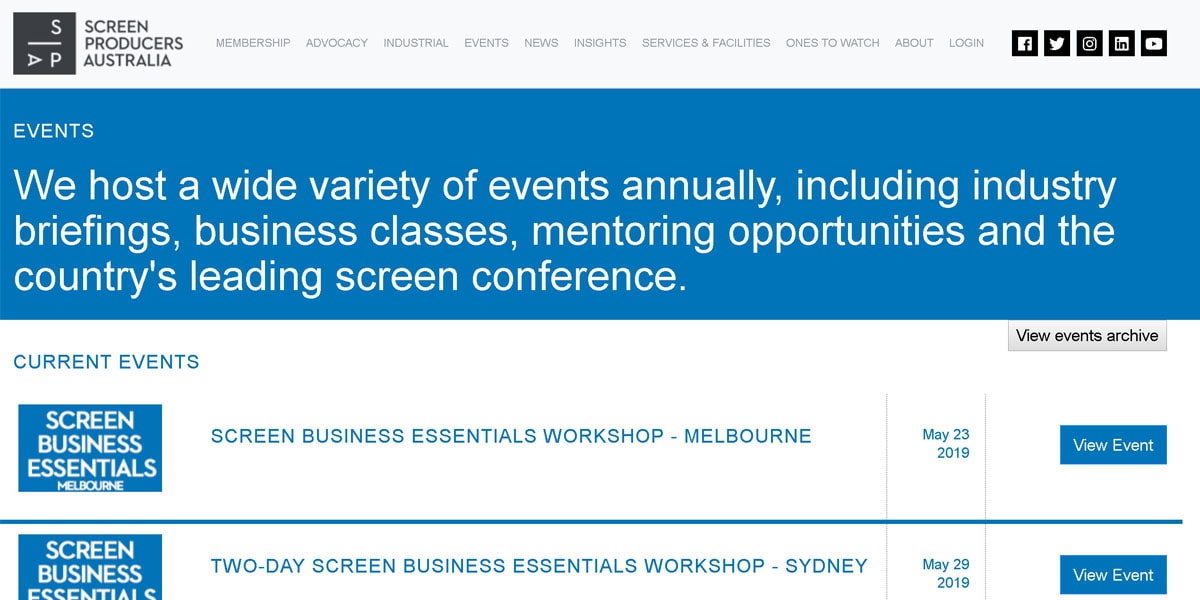 S
A P
SCREEN
PRODUCERS
AUSTRALIA
MEMBERSHIP ADVOCACY INDUSTRIAL EVENTS NEWS INSIGHTS SERVICES & FACILITIES ONES TO WATCH ABOUT LOGIN
EVENTS
We host a wide variety of events annually, including industry
briefings, business classes, mentoring opportunities and the
country's leading screen conference.
View events archive
CURRENT EVENTS
SCREEN
BUSINESS
ESSENTIALS
MELBOURNE
SCREEN BUSINESS ESSENTIALS WORKSHOP - MELBOURNE
May 23
2019
View Event
SCREEN
BUSINESS
ESSENTIALS
TWO-DAY SCREEN BUSINESS ESSENTIALS WORKSHOP - SYDNEY
May 29
2019
View Event